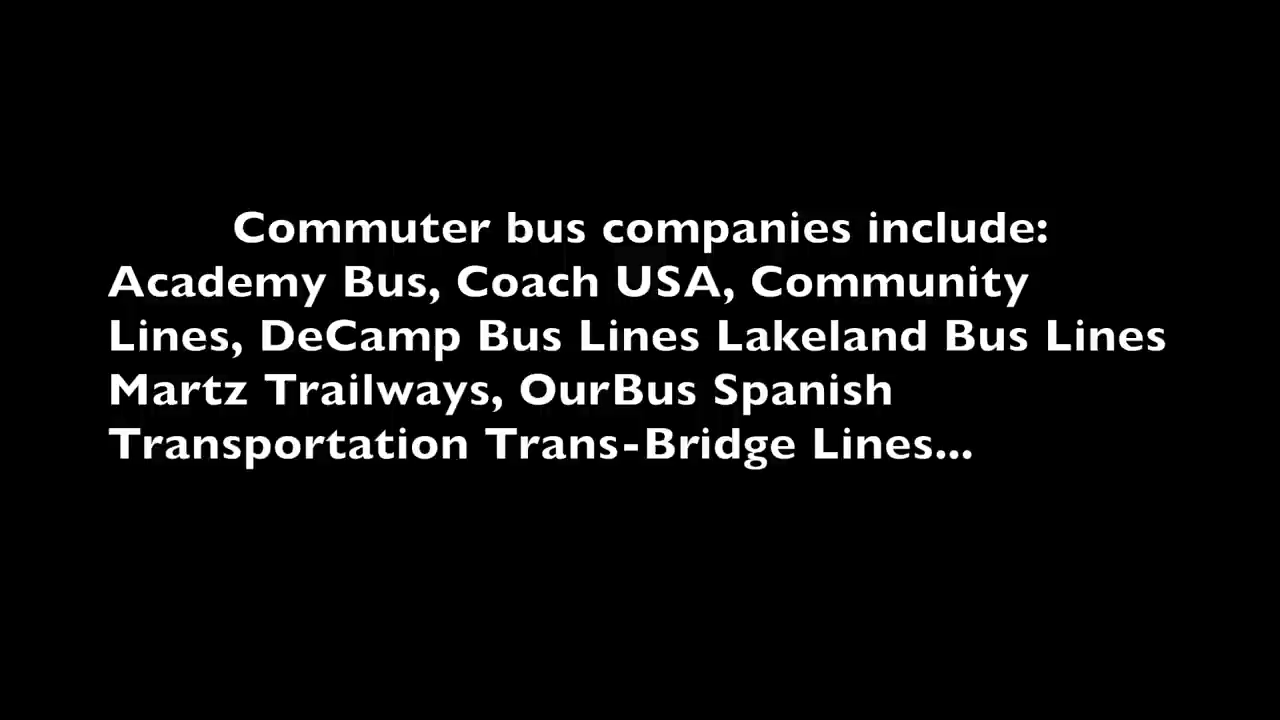 Commuter bus companies include:
Academy Bus, Coach USA, Community
Lines, DeCamp Bus Lines Lakeland Bus Lines
Martz Trailways, OurBus Spanish
Transportation Trans-Bridge Lines...